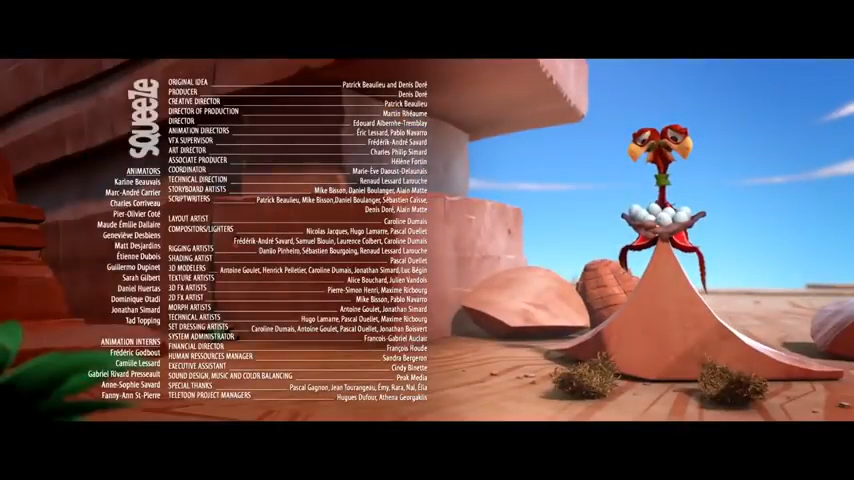 squeeze
ORIGINAL IDEA Patrick Beaulieu and Denis Doré
PRODUCER Denis Doré
CREATIVE DIRECTOR Patrick Beaulieu
DIRECTOR OF PRODUCTION Martin Rhéaume
DIRECTOR Edouard Albernhe-Tremblay
ANIMATION DIRECTORS Éric Lessard, Pablo Navarro
VFX SUPERVISOR Frédérik-André Savard
ART DIRECTOR Charles Philip Simard
ASSOCIATE PRODUCER Hélène Fortin
COORDINATOR Marie-Ève Daoust-Delaunais
TECHNICAL DIRECTION Renaud Lessard Larouche
STORYBOARD ARTISTS Mike Bisson, Daniel Boulanger, Alain Matte
SCRIPTWRITERS Patrick Beaulieu, Mike Bisson,Daniel Boulanger, Sébastien Caisse,
Denis Doré, Alain Matte
LAYOUT ARTIST Caroline Dumais
COMPOSITORS/LIGHTERS Nicolas Jacques, Hugo Lamarre, Pascal Ouellet
Frédérik-André Savard, Samuel Blouin, Laurence Colbert, Caroline Dumais
RIGGING ARTISTS Danilo Pinheiro, Sébastien Bourgoing, Renaud Lessard Larouche
SHADING ARTIST Pascal Ouellet
3D MODELERS Antoine Goulet, Henrick Pelletier, Caroline Dumais, Jonathan Simard, Luc Bégin
TEXTURE ARTISTS Alice Bouchard, Julien Vandois
3D FX ARTISTS Pierre-Simon Henri, Maxime Ricbourg
2D FX ARTIST Mike Bisson, Pablo Navarro
MORPH ARTISTS Antoine Goulet, Jonathan Simard
TECHNICAL ARTISTS Hugo Lamarre, Pascal Ouellet, Maxime Ricbourg
SET DRESSING ARTISTS Caroline Dumais, Antoine Goulet, Pascal Ouellet, Jonathan Boisvert
SYSTEM ADMINISTRATOR Francois-Gabriel Auclair
FINANCIAL DIRECTOR François Houde
HUMAN RESSOURCES MANAGER Sandra Bergeron
EXECUTIVE ASSISTANT Cindy Binette
SOUND DESIGN, MUSIC AND COLOR BALANCING Peak Media
SPECIAL THANKS Pascal Gagnon, Jean Tourangeau, Émy, Rara, Naï, Élia
TELETOON PROJECT MANAGERS Hugues Dufour, Athena Georgaklis
ANIMATORS
Karine Beauvais
Marc-André Carrier
Charles Corriveau
Pier-Olivier Coté
Maude Émilie Dallaire
Geneviève Desbiens
Matt Desjardins
Étienne Dubois
Guillermo Dupinet
Sarah Gilbert
Daniel Huertas
Dominique Otadi
Jonathan Simard
Tad Topping
ANIMATION INTERNS
Frédéric Godbout
Camille Lessard
Gabriel Rivard Presseault
Anne-Sophie Savard
Fanny-Ann St-Pierre